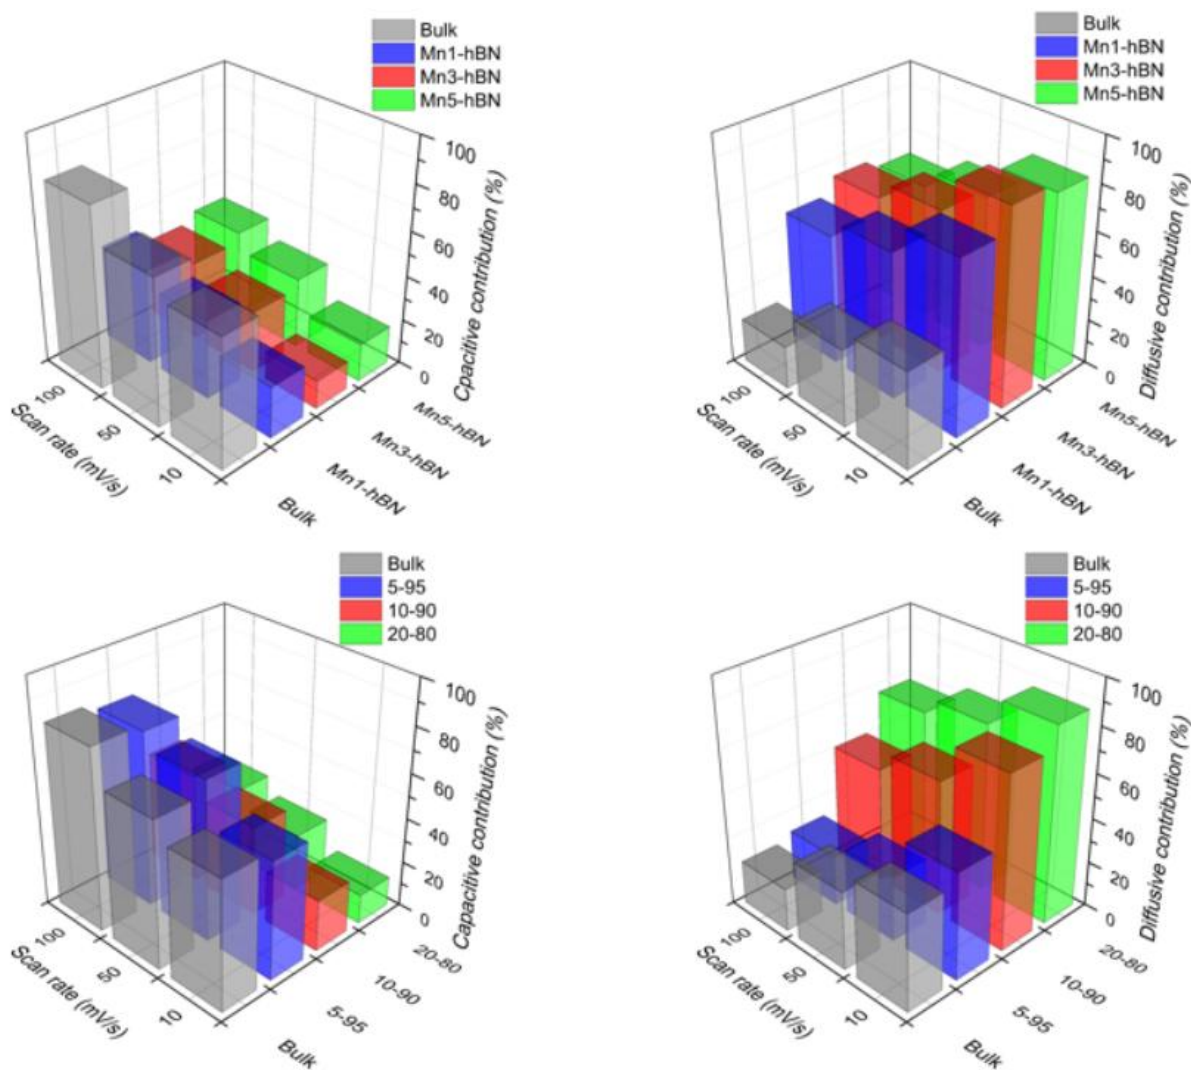 Bulk
Mn1-hBN
Mn3-hBN
Mn5-hBN
100
80
60
40
20
0
Cpacitive contribution (%)
100
50
10
Scan rate (mV/s)
Mn5-hBN
Mn3-hBN
Mn1-hBN
Bulk
Bulk
Mn1-hBN
Mn3-hBN
Mn5-hBN
100
80
60
40
20
0
Diffusive contribution (%)
100
50
10
Scan rate (mV/s)
Mn5-hBN
Mn3-hBN
Mn1-hBN
Bulk
Bulk
5-95
10-90
20-80
100
80
60
40
20
0
Capacitive contribution (%)
100
50
10
Scan rate (mV/s)
20-80
10-90
5-95
Bulk
Bulk
5-95
10-90
20-80
100
80
60
40
20
0
Diffusive contribution (%)
100
50
10
Scan rate (mV/s)
20-80
10-90
5-95
Bulk